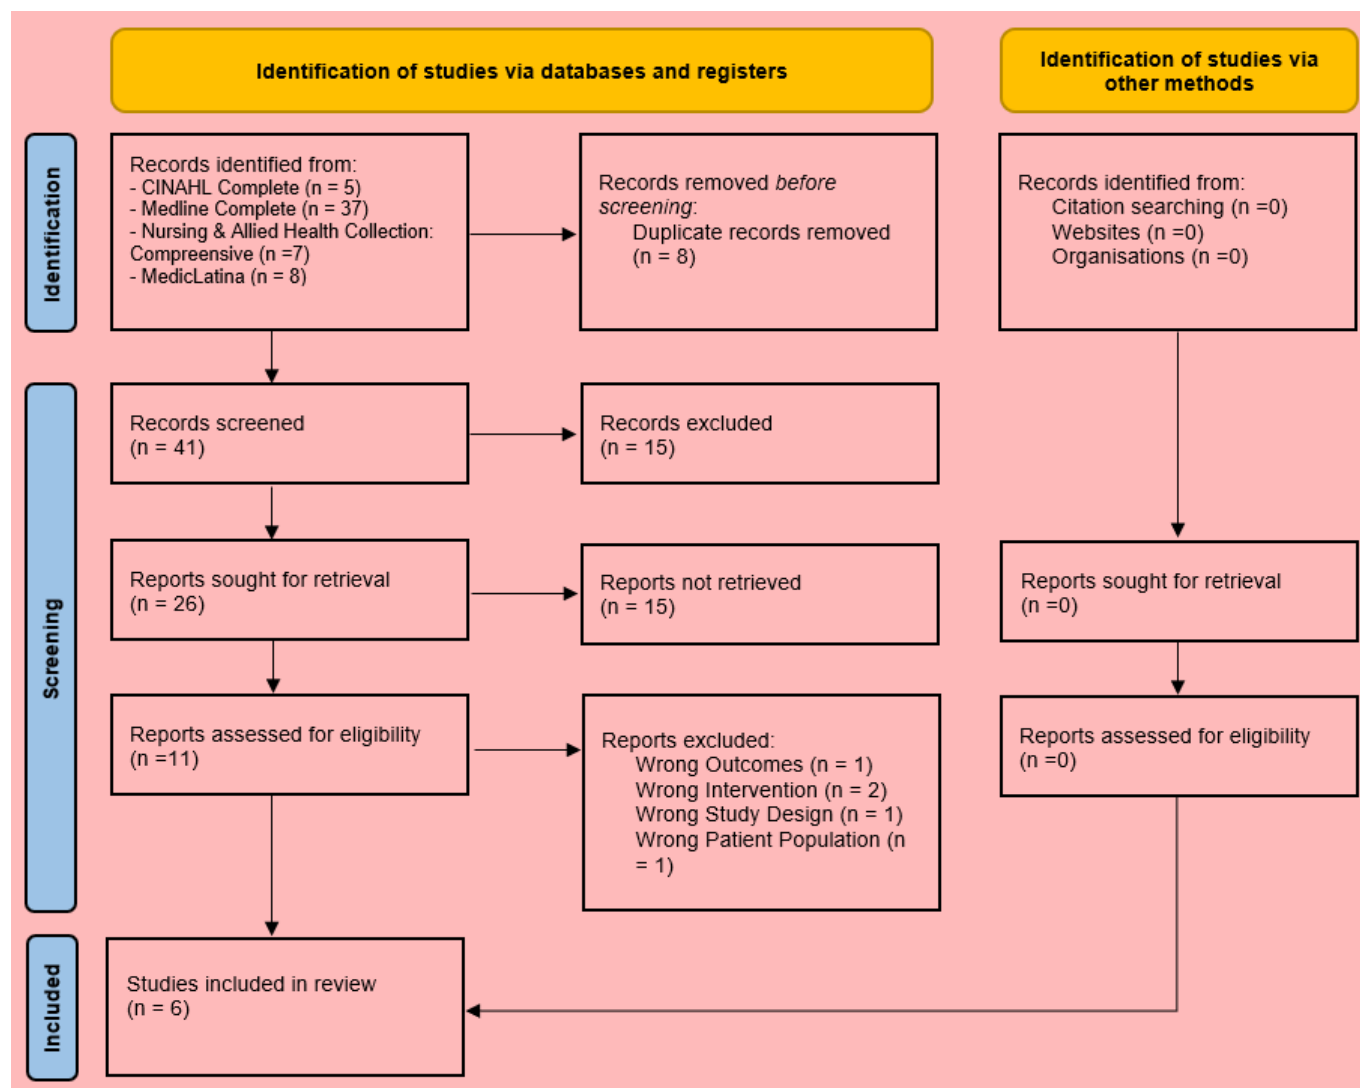 Identification of studies via databases and registers
Identification of studies via
other methods
Identification
Records identified from:
- CINAHL Complete (n = 5)
- Medline Complete (n = 37)
- Nursing & Allied Health Collection:
Compreensive (n =7)
- MedicLatina (n = 8)
Records removed before
screening:
Duplicate records removed
(n = 8)
Records identified from:
Citation searching (n =0)
Websites (n =0)
Organisations (n =0)
Screening
Records screened
(n = 41)
Records excluded
(n = 15)
Reports sought for retrieval
(n = 26)
Reports not retrieved
(n = 15)
Reports sought for retrieval
(n =0)
Reports assessed for eligibility
(n =11)
Reports excluded:
Wrong Outcomes (n = 1)
Wrong Intervention (n = 2)
Wrong Study Design (n = 1)
Wrong Patient Population (n
= 1)
Reports assessed for eligibility
(n =0)
Included
Studies included in review
(n = 6)